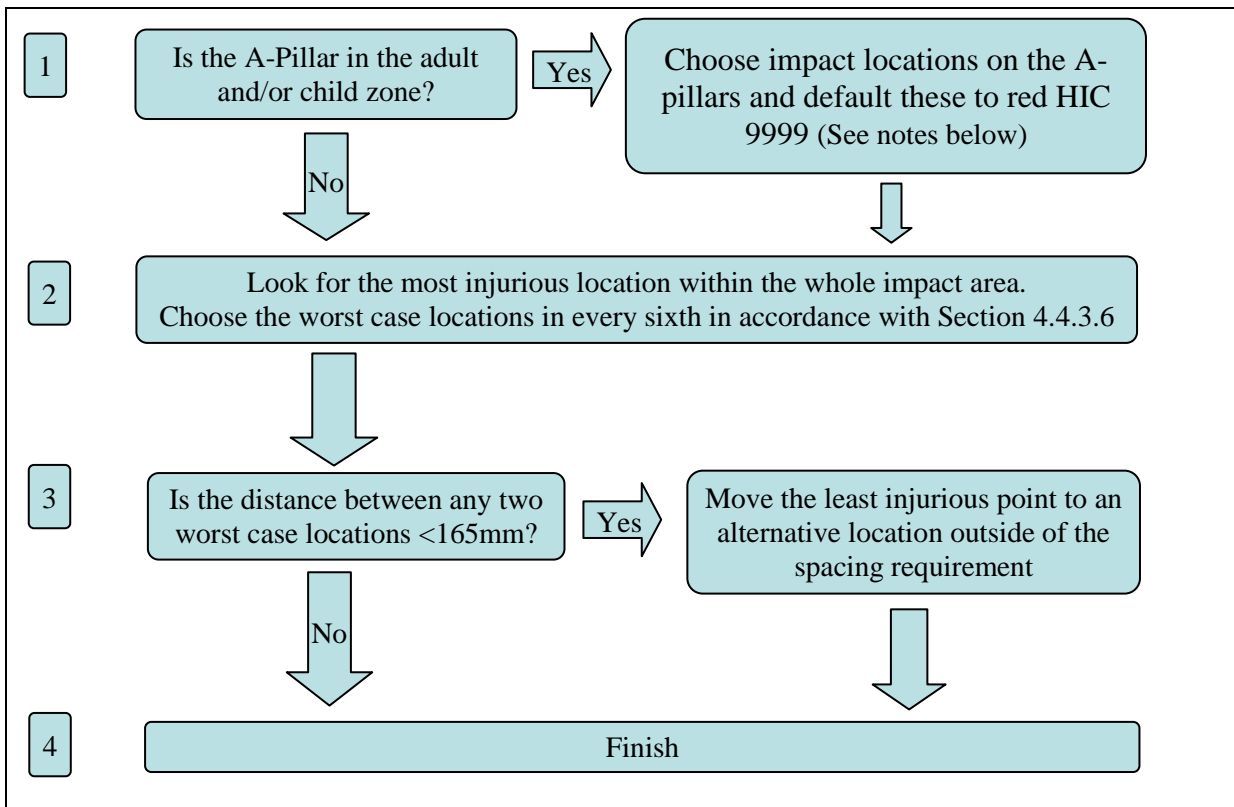 1
Is the A-Pillar in the adult
and/or child zone?
Yes
Choose impact locations on the A-
pillars and default these to red HIC
9999 (See notes below)
No
2
Look for the most injurious location within the whole impact area.
Choose the worst case locations in every sixth in accordance with Section 4.4.3.6
3
Is the distance between any two
worst case locations <165mm?
Yes
Move the least injurious point to an
alternative location outside of the
spacing requirement
No
4
Finish